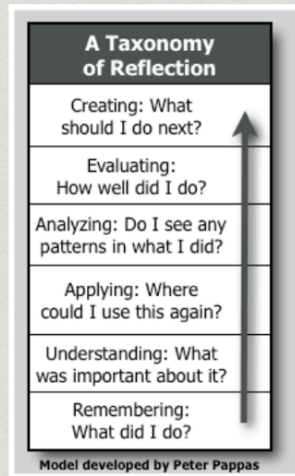 A Taxonomy
of Reflection
Creating: What
should I do next?
Evaluating:
How well did I do?
Analyzing: Do I see any
patterns in what I did?
Applying: Where
could I use this again?
Understanding: What
was important about it?
Remembering:
What did I do?
Model developed by Peter Pappas